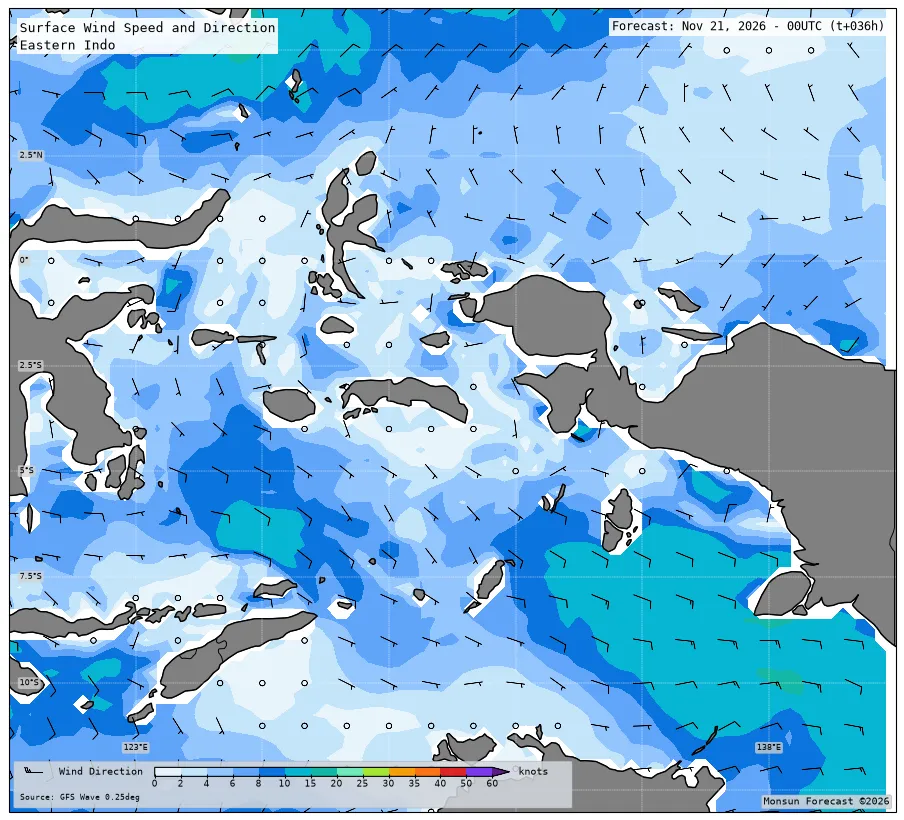 Surface Wind Speed and Direction
Eastern Indo
Forecast: Nov 21, 2026 - 00UTC (t+036h)
2.5°N
0°
2.5°S
5°S
7.5°S
10°S
123°E
138°E
Wind Direction
0 2 4 6 8 10 15 20 25 30 40 50 60
knots
Source: GFS Wave 0.25deg
Monsun Forecast ©2026